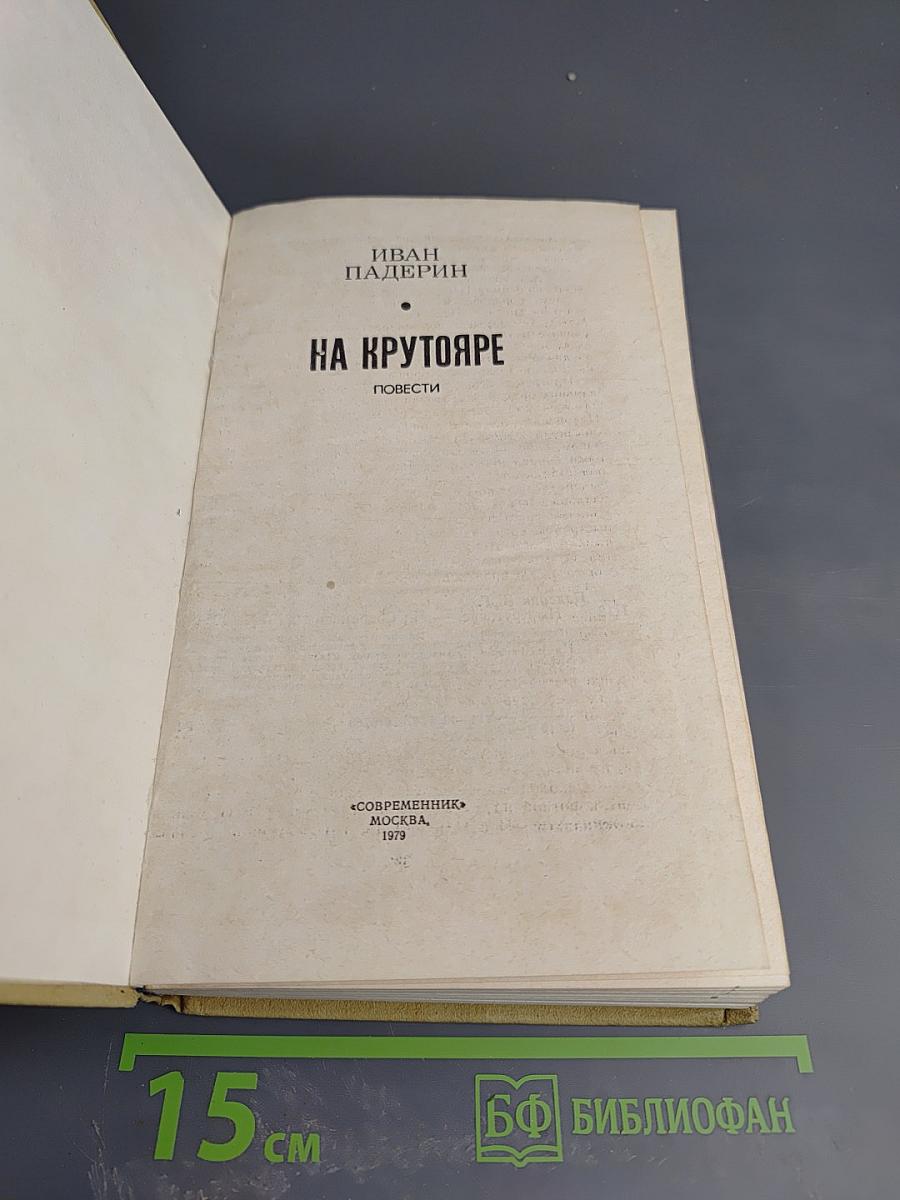 ИВАН
ПАДЕРИН
НА КРУТОЯРЕ
ПОВЕСТИ
«СОВРЕМЕННИК»
МОСКВА,
1979
15 см
БФ БИБЛИОФАН